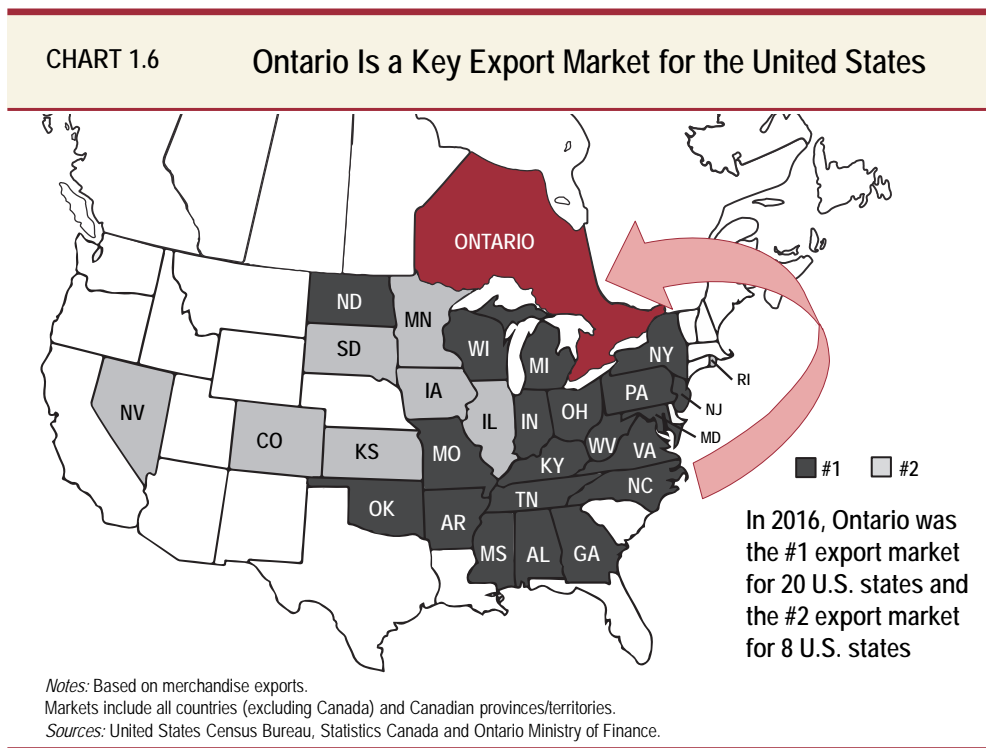 CHART 1.6 Ontario Is a Key Export Market for the United States
ONTARIO
ND
MN
SD
WI
MI
NY
RI
IA
PA
NJ
NV
IL
IN
OH
MD
CO
KS
MO
WV
VA
KY
#1 #2
OK
AR
TN
NC
MS
AL
GA
In 2016, Ontario was
the #1 export market
for 20 U.S. states and
the #2 export market
for 8 U.S. states
Notes: Based on merchandise exports.
Markets include all countries (excluding Canada) and Canadian provinces/territories.
Sources: United States Census Bureau, Statistics Canada and Ontario Ministry of Finance.